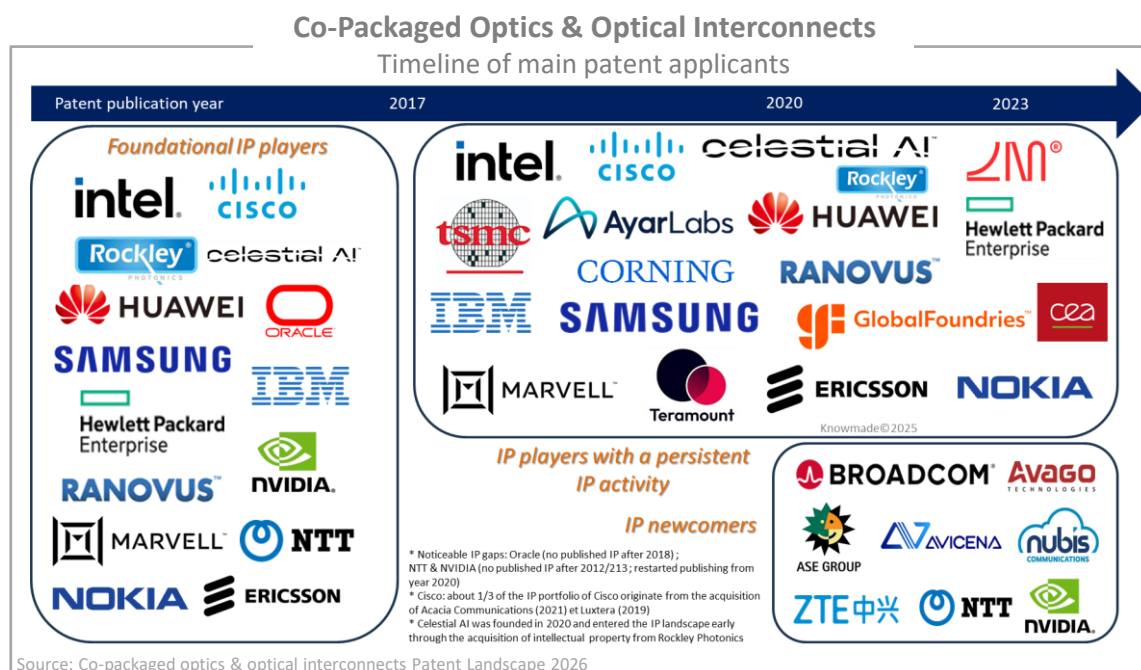 Co-Packaged Optics & Optical Interconnects
Timeline of main patent applicants
Patent publication year
2017
2020
2023
Foundational IP players
intel.
CISCO
Rockley®
PHOTONICS
celestial AI™
HUAWEI
ORACLE®
SAMSUNG
IBM
Hewlett Packard
Enterprise
RANOVUS™
NVIDIA.
MARVELL™
NTT
NOKIA
ERICSSON
intel.
CISCO
celestial AI™
Rockley®
PHOTONICS
®
tsmc
AyarLabs
HUAWEI
Hewlett Packard
Enterprise
CORNING
RANOVUS™
IBM
SAMSUNG
GlobalFoundries™
cea
MARVELL™
Teramount
ERICSSON
NOKIA
Knowmade©2025
IP players with a persistent
IP activity
IP newcomers
* Noticeable IP gaps: Oracle (no published IP after 2018) ;
NTT & NVIDIA (no published IP after 2012/213 ; restarted publishing from
year 2020)
* Cisco: about 1/3 of the IP portfolio of Cisco originate from the acquisition
of Acacia Communications (2021) et Luxtera (2019)
* Celestial AI was founded in 2020 and entered the IP landscape early
through the acquisition of intellectual property from Rockley Photonics
BROADCOM®
AVAGO
TECHNOLOGIES
ASE GROUP
AVICENA
nubis
COMMUNICATIONS
ZTE中兴
NTT
NVIDIA.
Source: Co-packaged optics & optical interconnects Patent Landscape 2026